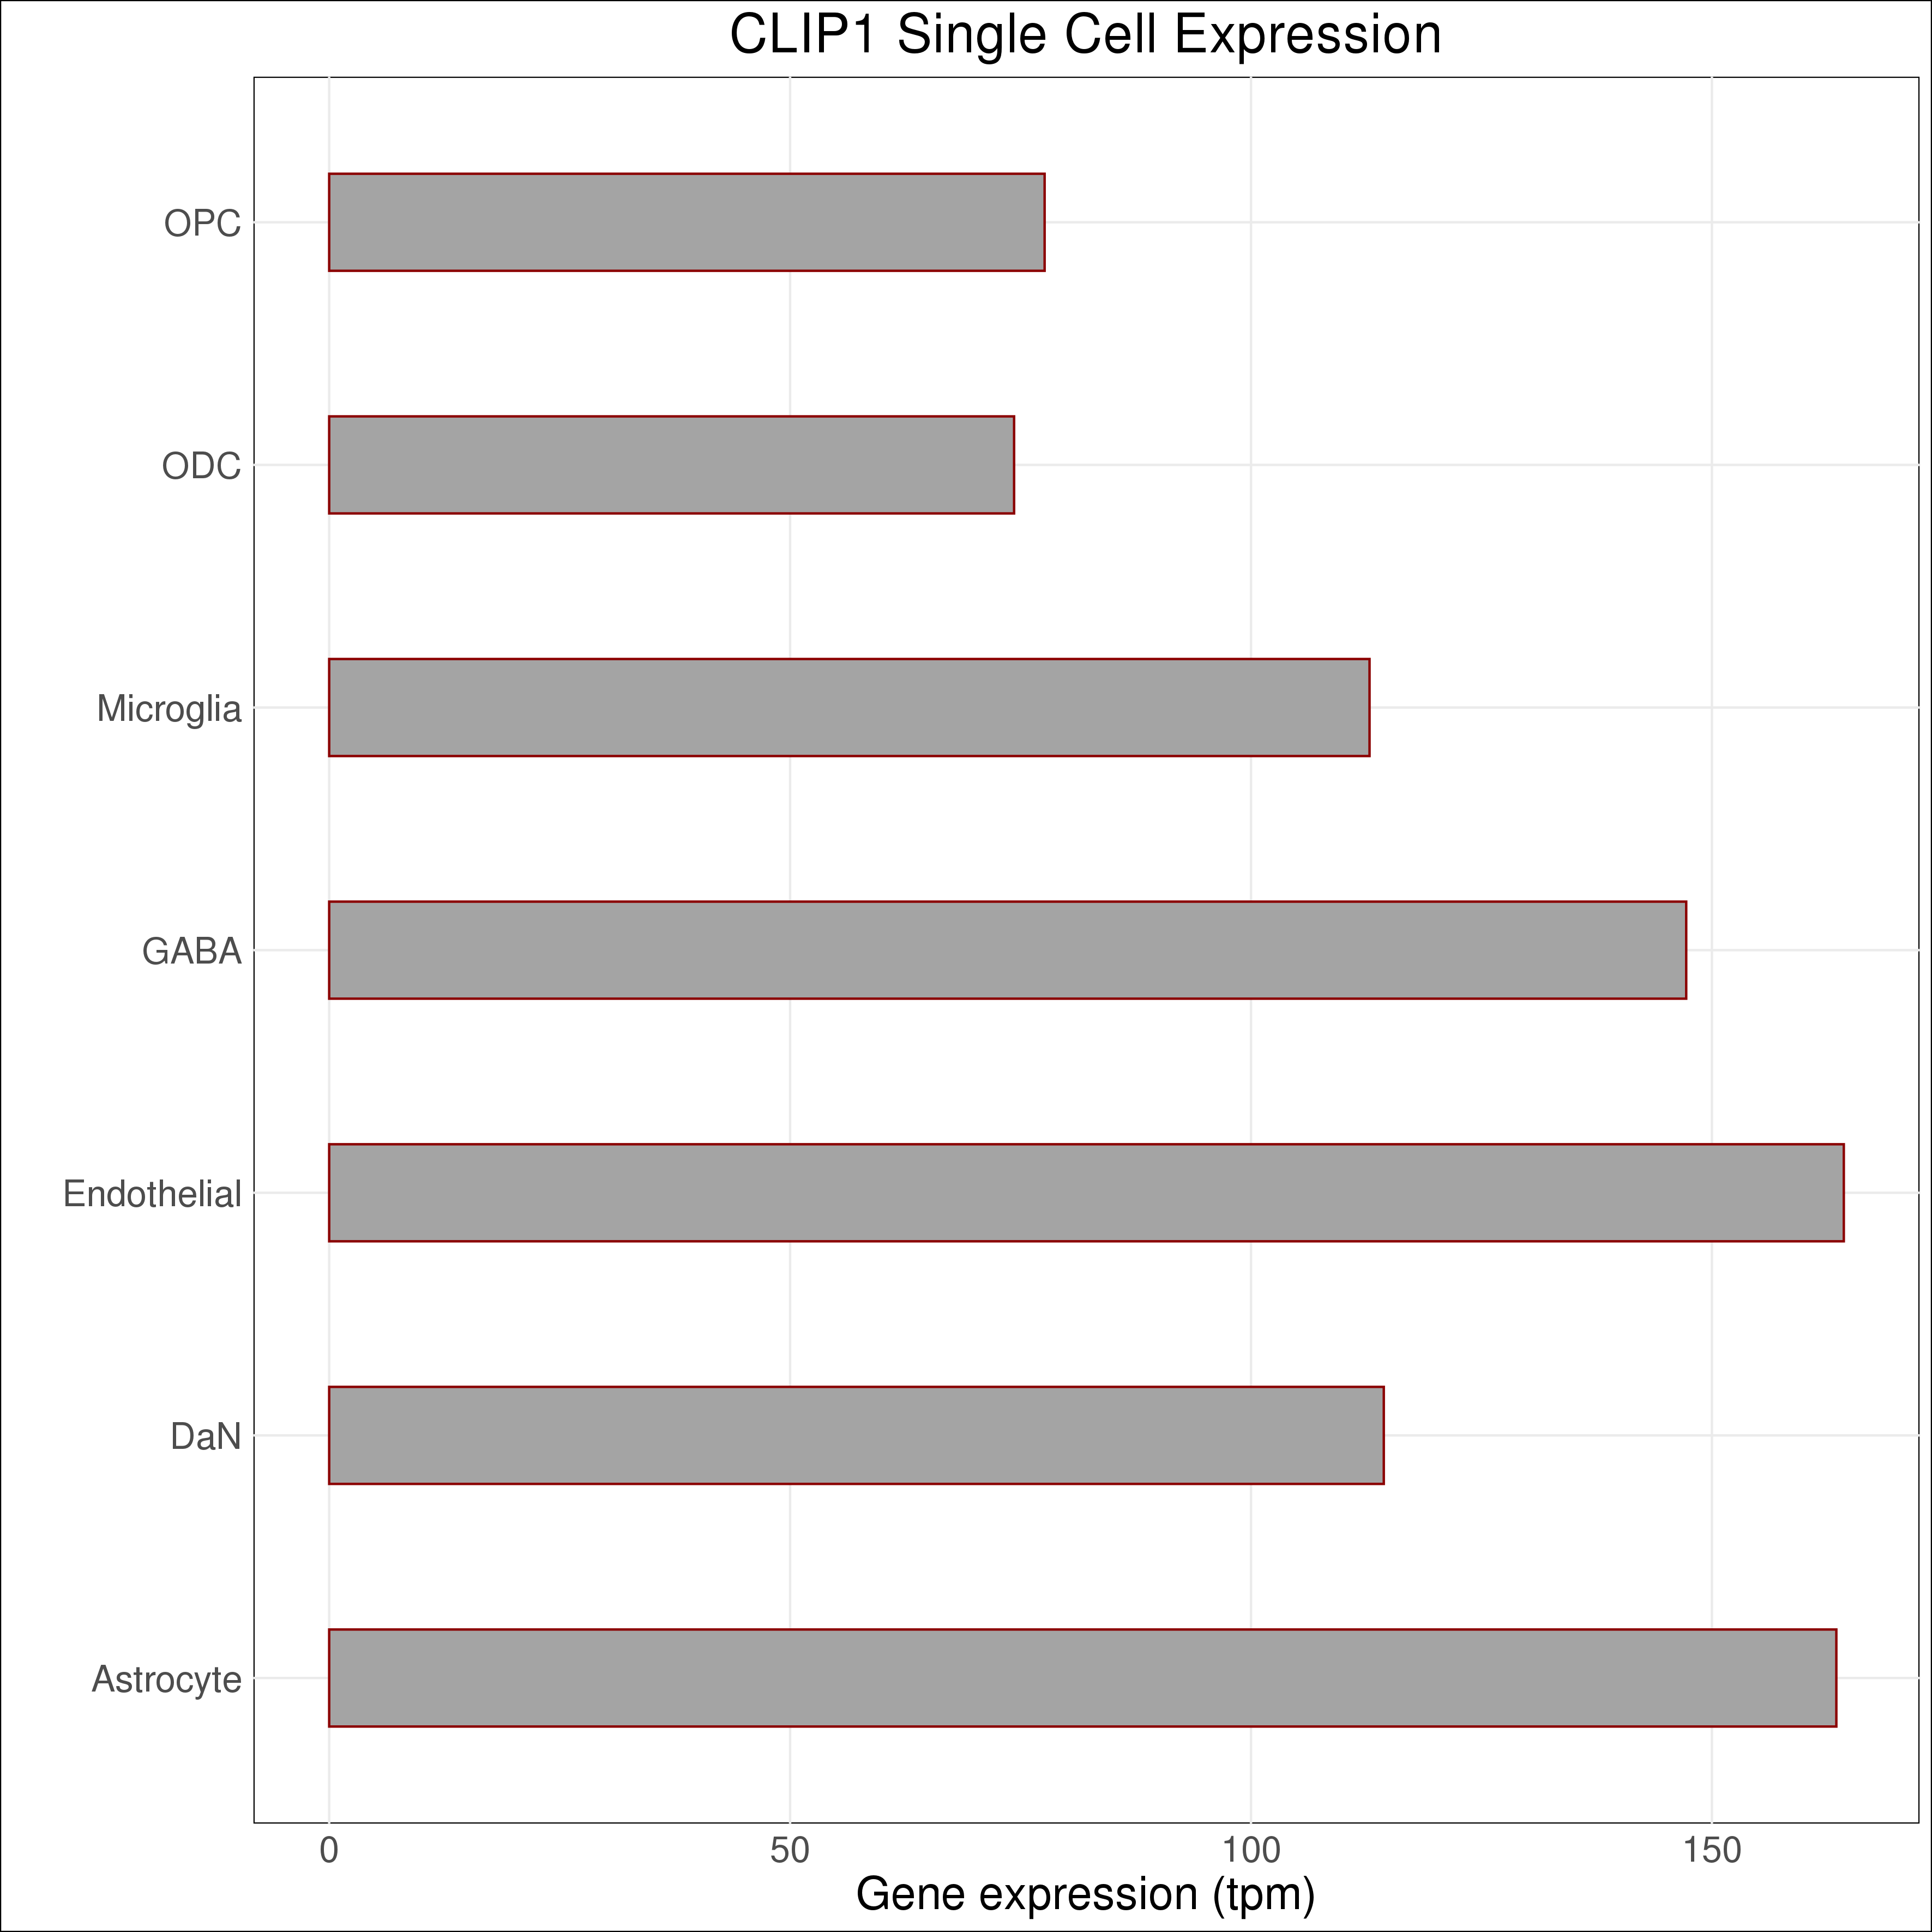 CLIP1 Single Cell Expression
OPC
ODC
Microglia
GABA
Endothelial
DaN
Astrocyte
0 50 100 150
Gene expression (tpm)